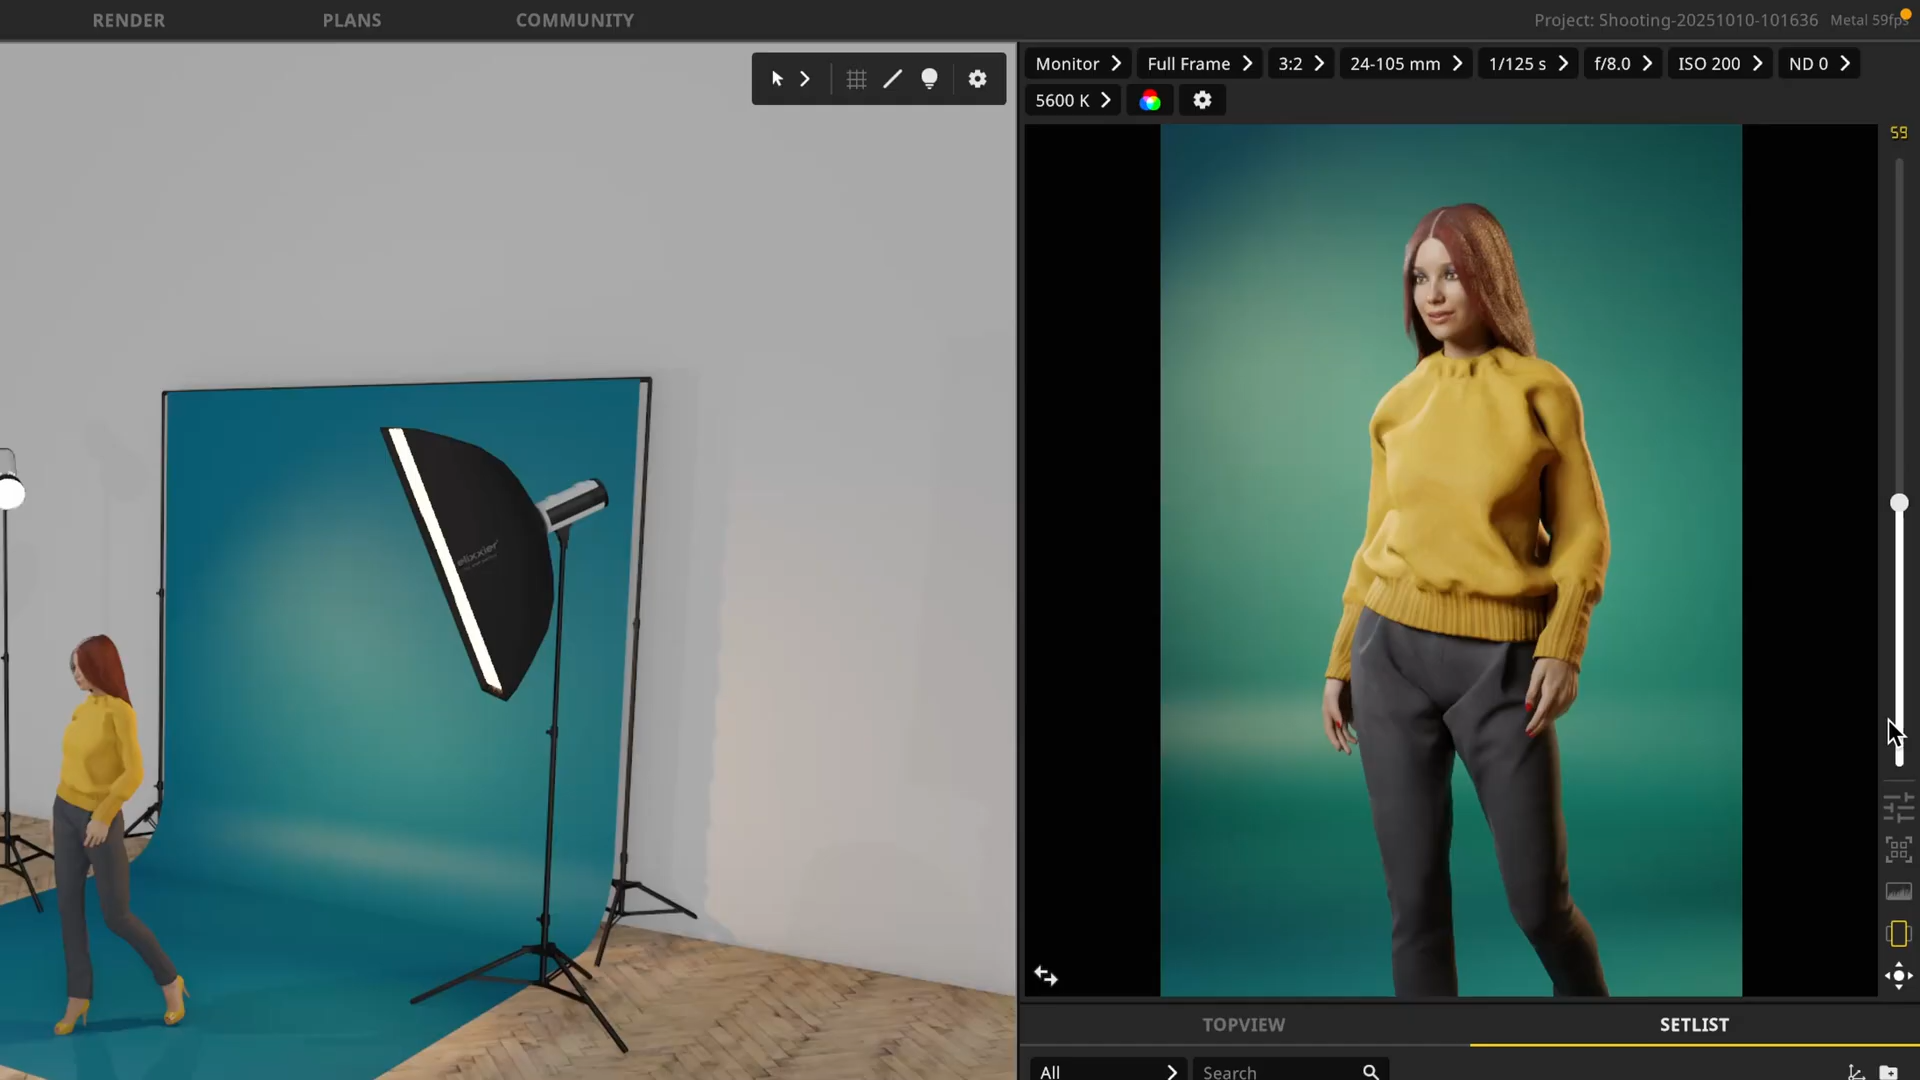 RENDER
PLANS
COMMUNITY
Project: Shooting-20251010-101636
Metal 59fps
Monitor
Full Frame
3:2
24-105 mm
1/125 s
f/8.0
ISO 200
ND 0
5600 K
59
elixxier
TOPVIEW
SETLIST
All
Search